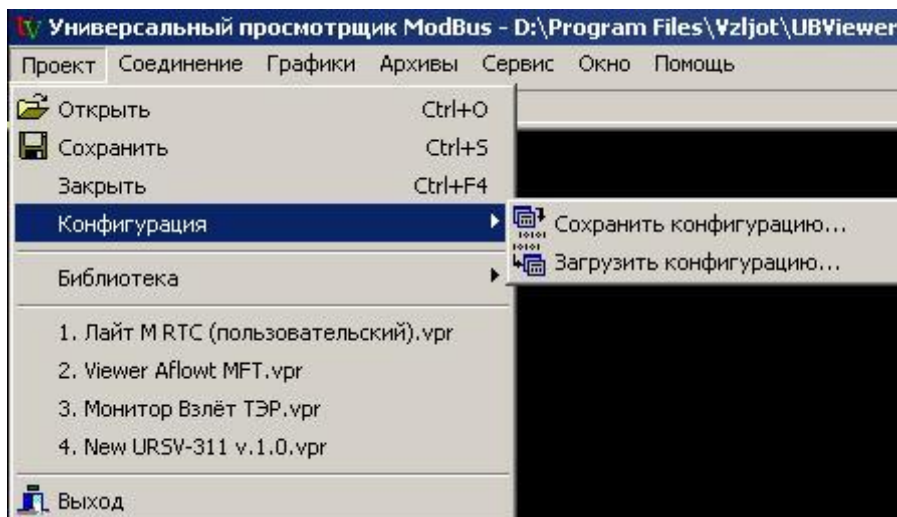 Универсальный просмотрщик ModBus - D:\Program Files\Vzljot\UBViewer
Проект Соединение Графики Архивы Сервис Окно Помощь
Открыть Ctrl+O
Сохранить Ctrl+S
Закрыть Ctrl+F4
Конфигурация
Сохранить конфигурацию...
Загрузить конфигурацию...
Библиотека
1. Лайт М RTC (пользовательский).vpr
2. Viewer Aflowt MFT.vpr
3. Монитор Взлёт ТЭР.vpr
4. New URSV-311 v.1.0.vpr
Выход